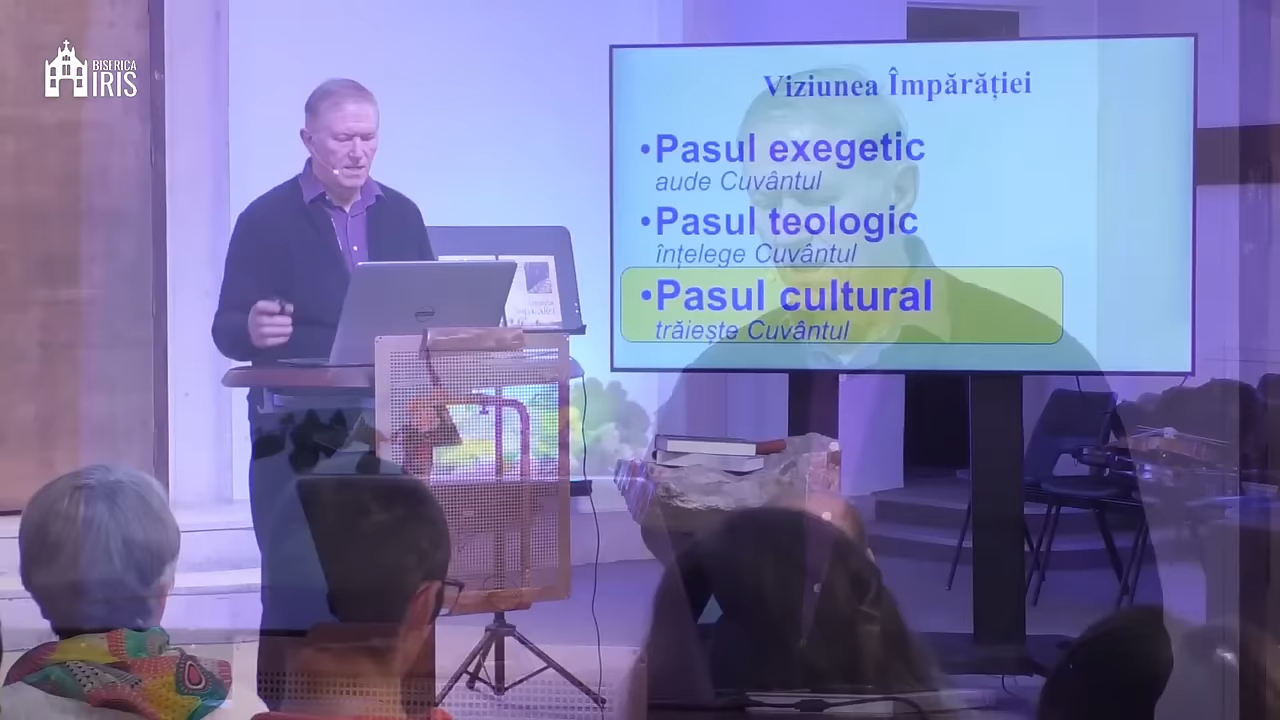 BISERICA
IRIS
Viziunea Împărăției
•Pasul exegetic
aude Cuvântul
•Pasul teologic
înțelege Cuvântul
•Pasul cultural
trăiește Cuvântul